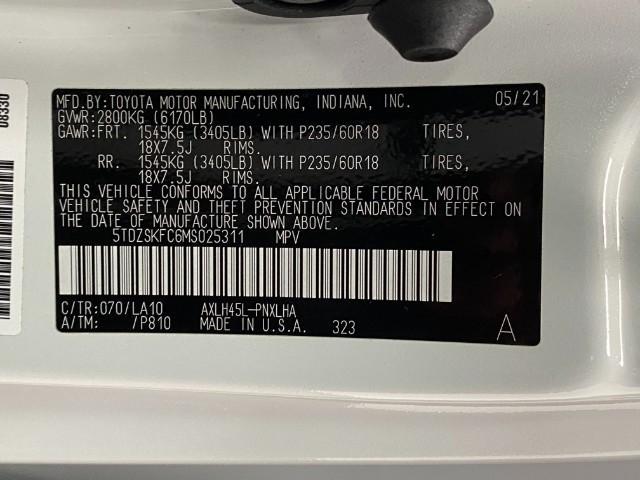 08330
MFD.BY:TOYOTA MOTOR MANUFACTURING, INDIANA, INC. 05/21
GVWR:2800KG (6170LB)
GAWR:FRT. 1545KG (3405LB) WITH P235/60R18 TIRES,
18X7.5J RIMS.
RR. 1545KG (3405LB) WITH P235/60R18 TIRES,
18X7.5J RIMS.
THIS VEHICLE CONFORMS TO ALL APPLICABLE FEDERAL MOTOR
VEHICLE SAFETY AND THEFT PREVENTION STANDARDS IN EFFECT ON
THE DATE OF MANUFACTURE SHOWN ABOVE.
5TDZSKFC6MS025311 MPV
C/TR:070/LA10 AXLH45L-PNXLHA
A/TM: /P810 MADE IN U.S.A. 323 A